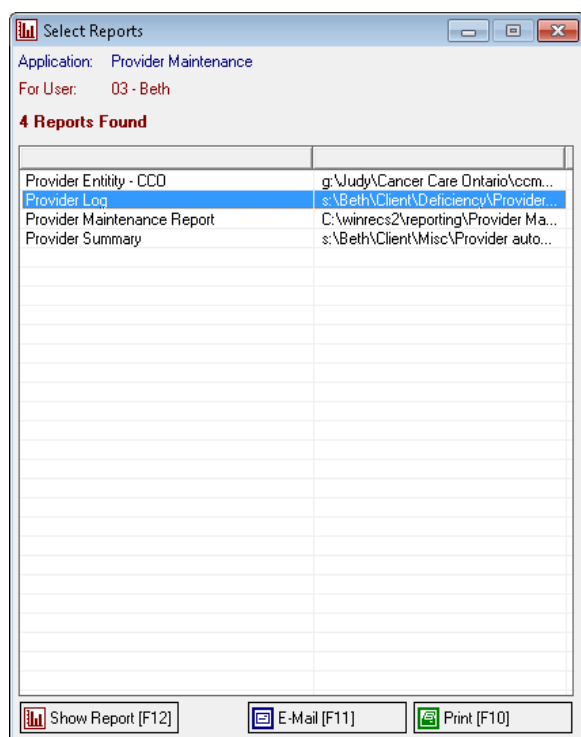 Select Reports
Application: Provider Maintenance
For User: 03 - Beth
4 Reports Found
Provider Entitity - CCO g:\Judy\Cancer Care Ontario\ccm...
Provider Log s:\Beth\Client\Deficiency\Provider...
Provider Maintenance Report C:\winrecs2\reporting\Provider Ma...
Provider Summary s:\Beth\Client\Misc\Provider auto...
Show Report [F12] E-Mail [F11] Print [F10]